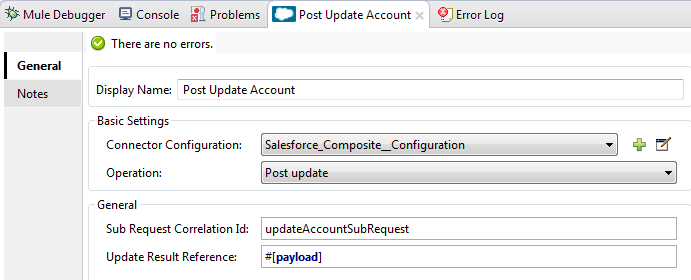 Mule Debugger Console Problems Post Update Account Error Log
There are no errors.
General
Notes
Display Name: Post Update Account
Basic Settings
Connector Configuration: Salesforce_Composite__Configuration
Operation: Post update
General
Sub Request Correlation Id: updateAccountSubRequest
Update Result Reference: #[payload]